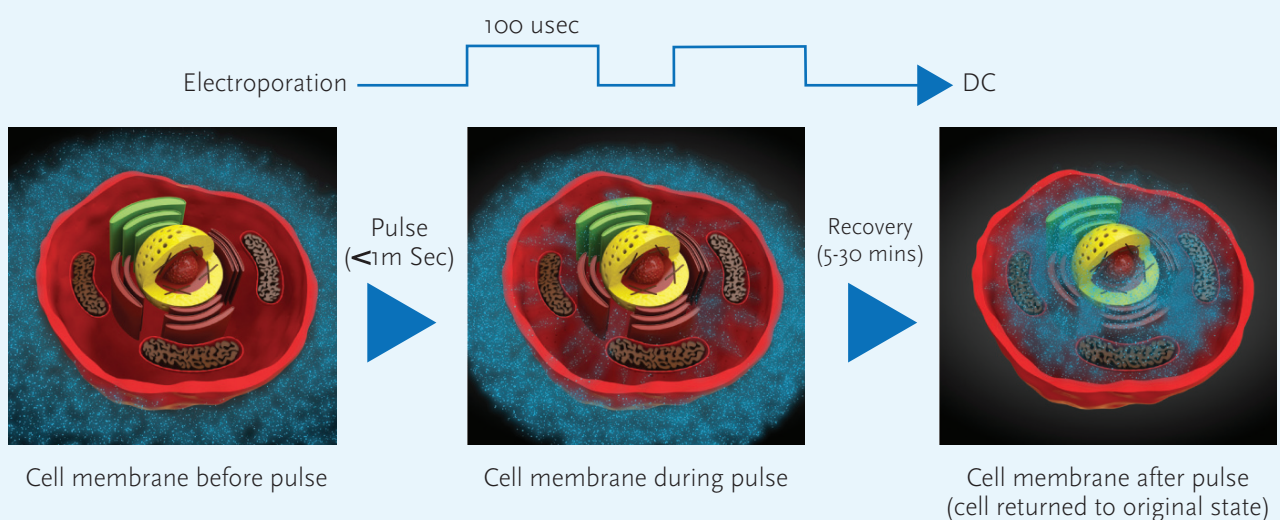 100 usec
Electroporation
DC
Pulse
(<1m Sec)
Recovery
(5-30 mins)
Cell membrane before pulse
Cell membrane during pulse
Cell membrane after pulse
(cell returned to original state)